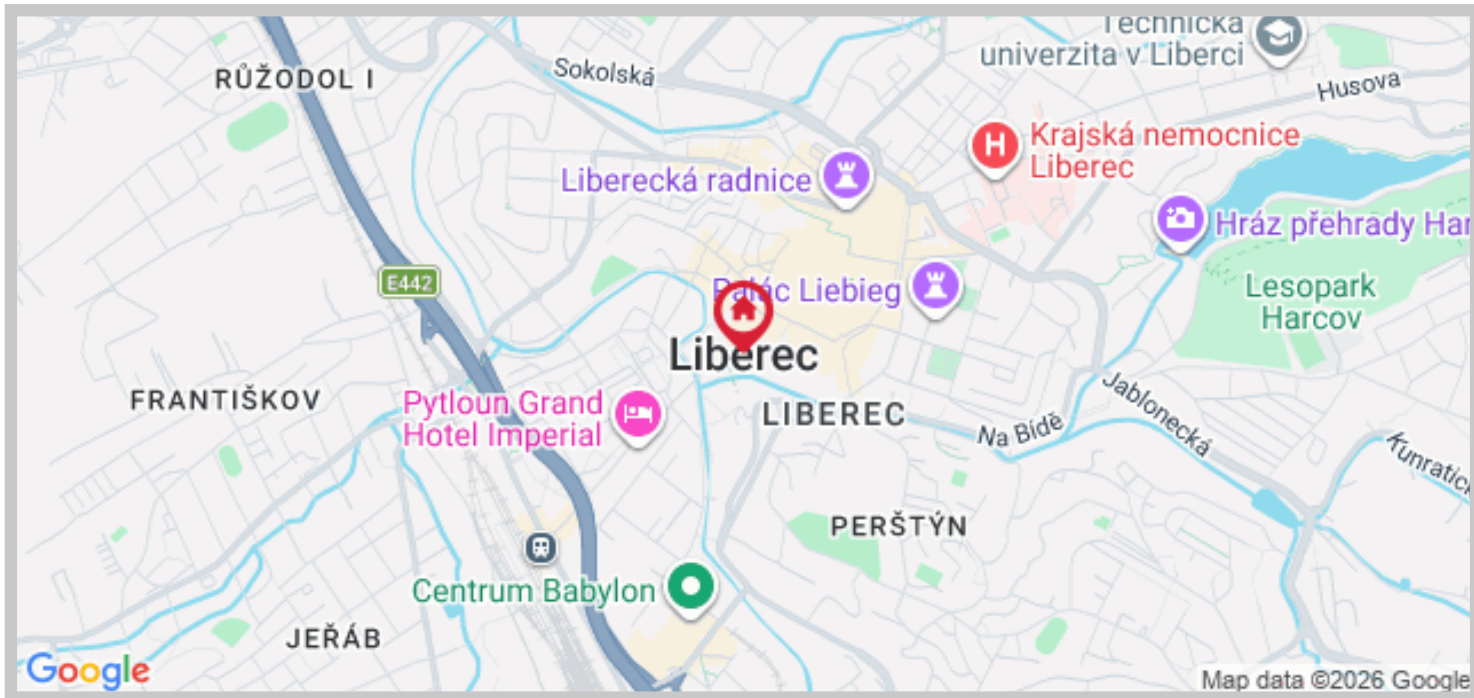 Technická
univerzita v Liberci
RŮŽODOL I
Sokolská
Husova
H
Krajská nemocnice
Liberec
Liberecká radnice
Hráz přehrady Har
E442
Palác Liebieg
Lesopark
Harcov
Liberec
FRANTIŠKOV
Pytloun Grand
Hotel Imperial
LIBEREC
Na Bídě
Jablonecká
Kunratic
PERŠTÝN
Centrum Babylon
JEŘÁB
Google
Map data ©2026 Google